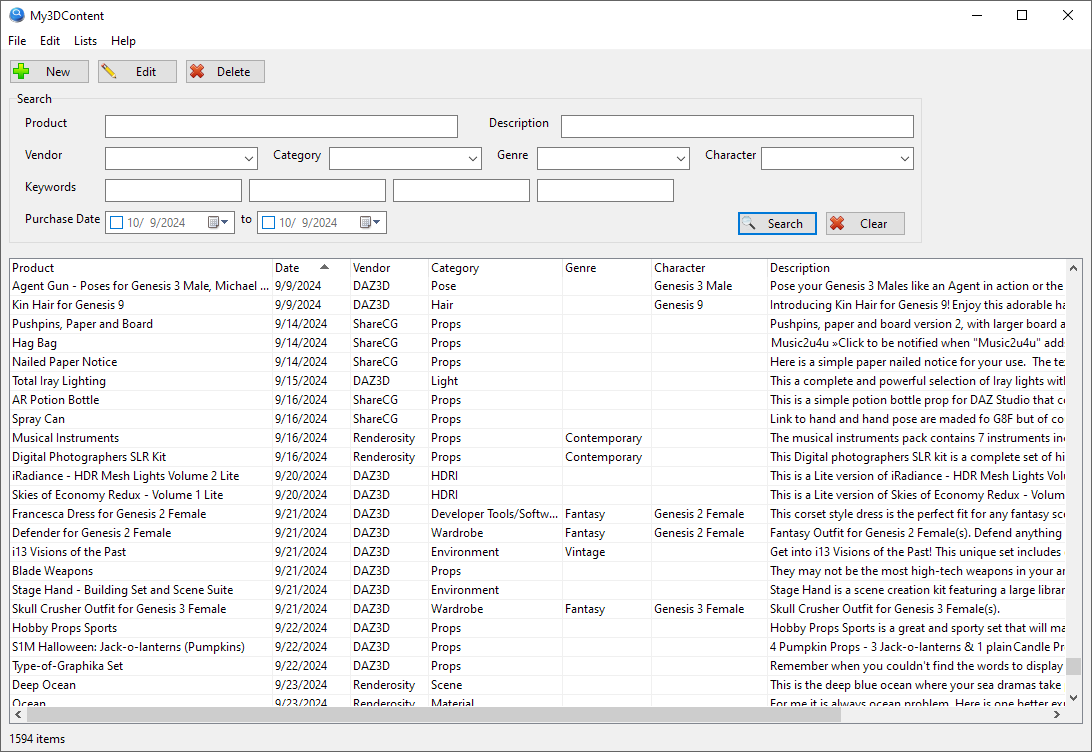 My3DContent
File Edit Lists Help
New Edit Delete
Search
Product Description
Vendor Category Genre Character
Keywords
Purchase Date 10/ 9/2024 to 10/ 9/2024 Search Clear
Product Date Vendor Category Genre Character Description
Agent Gun - Poses for Genesis 3 Male, Michael ... 9/9/2024 DAZ3D Pose Genesis 3 Male Pose your Genesis 3 Males like an Agent in action or the
Kin Hair for Genesis 9 9/9/2024 DAZ3D Hair Genesis 9 Introducing Kin Hair for Genesis 9! Enjoy this adorable ha
Pushpins, Paper and Board 9/14/2024 ShareCG Props Pushpins, paper and board version 2, with larger board a
Hag Bag 9/14/2024 ShareCG Props Music2u4u »Click to be notified when "Music2u4u" add
Nailed Paper Notice 9/14/2024 ShareCG Props Here is a simple paper nailed notice for your use. The te
Total Iray Lighting 9/15/2024 DAZ3D Light This a complete and powerful selection of Iray lights with
AR Potion Bottle 9/16/2024 ShareCG Props This is a simple potion bottle prop for DAZ Studio that c
Spray Can 9/16/2024 ShareCG Props Link to hand and hand pose are maded fo G8F but of co
Musical Instruments 9/16/2024 Renderosity Props Contemporary The musical instruments pack contains 7 instruments in
Digital Photographers SLR Kit 9/16/2024 Renderosity Props Contemporary This Digital photographers SLR kit is a complete set of hi
iRadiance - HDR Mesh Lights Volume 2 Lite 9/20/2024 DAZ3D HDRI This is a Lite version of iRadiance - HDR Mesh Lights Volu
Skies of Economy Redux - Volume 1 Lite 9/20/2024 DAZ3D HDRI This is a Lite version of Skies of Economy Redux - Volum
Francesca Dress for Genesis 2 Female 9/21/2024 DAZ3D Developer Tools/Softw... Fantasy Genesis 2 Female This corset style dress is the perfect fit for any fantasy sc
Defender for Genesis 2 Female 9/21/2024 DAZ3D Wardrobe Fantasy Genesis 2 Female Fantasy Outfit for Genesis 2 Female(s). Defend anything
i13 Visions of the Past 9/21/2024 DAZ3D Environment Vintage Get into i13 Visions of the Past! This unique set includes
Blade Weapons 9/21/2024 DAZ3D Props They may not be the most high-tech weapons in your ar
Stage Hand - Building Set and Scene Suite 9/21/2024 DAZ3D Environment Stage Hand is a scene creation kit featuring a large librar
Skull Crusher Outfit for Genesis 3 Female 9/21/2024 DAZ3D Wardrobe Fantasy Genesis 3 Female Skull Crusher Outfit for Genesis 3 Female(s).
Hobby Props Sports 9/22/2024 DAZ3D Props Hobby Props Sports is a great and sporty set that will ma
S1M Halloween: Jack-o-lanterns (Pumpkins) 9/22/2024 DAZ3D Props 4 Pumpkin Props - 3 Jack-o-lanterns & 1 plain Candle Pr
Type-of-Graphika Set 9/22/2024 DAZ3D Props Remember when you couldn't find the words to display
Deep Ocean 9/23/2024 Renderosity Scene This is the deep blue ocean where your sea dramas take
Ocean 9/23/2024 Renderosity Material For me it is always ocean problem. Here is one better ex
1594 items